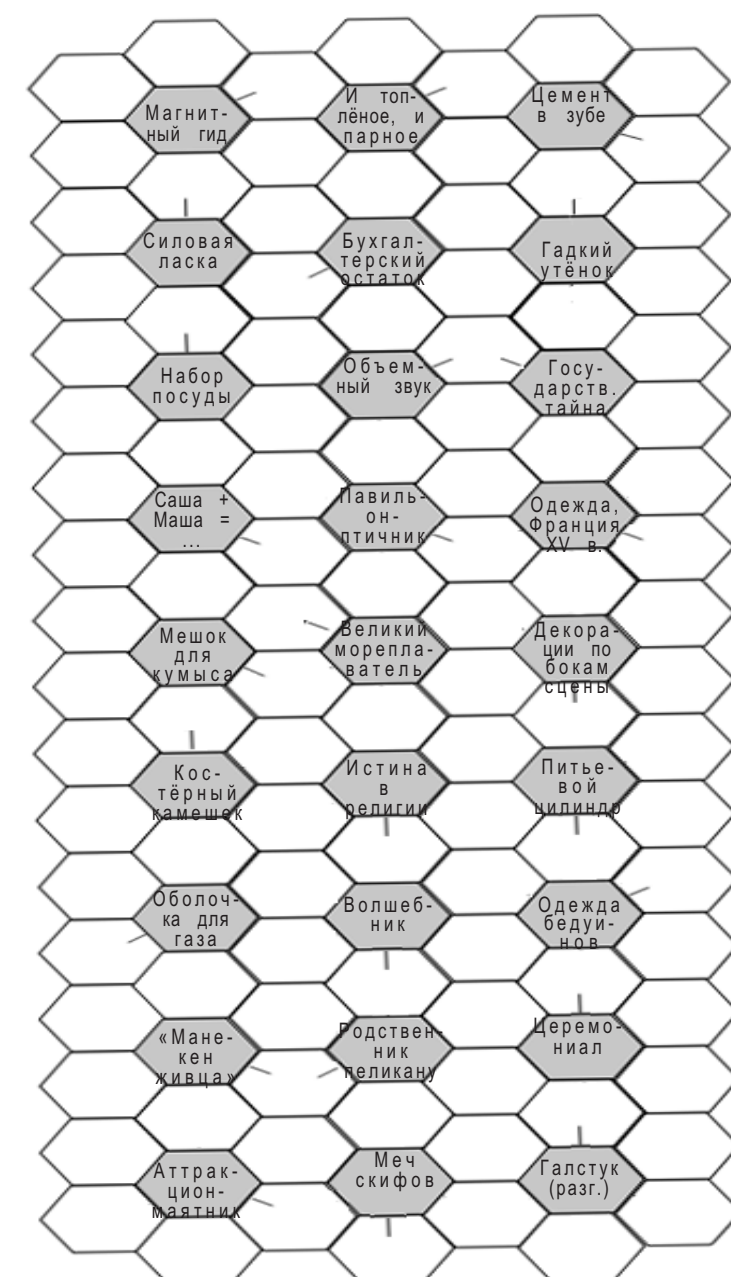 Магнит-
ный гид
И топ-
лёное, и
парное
Цемент
в зубе
Силовая
ласка
Бухгал-
терский
остаток
Гадкий
утёнок
Набор
посуды
Объем-
ный звук
Госу-
дарств.
тайна
Саша +
Маша =
...
Павиль-
он-
птичник
Одежда,
Франция
XV в.
Мешок
для
кумыса
Великий
морепла-
ватель
Декора-
ции по
бокам
сцены
Кос-
тёрный
камешек
Истина
в
религии
Питье-
вой
цилиндр
Оболоч-
ка для
газа
Волшеб-
ник
Одежда
бедуи-
нов
«Мане-
кен
живца»
Родствен-
ник
пеликану
Церемо-
ниал
Аттрак-
цион-
маятник
Меч
скифов
Галстук
(разг.)